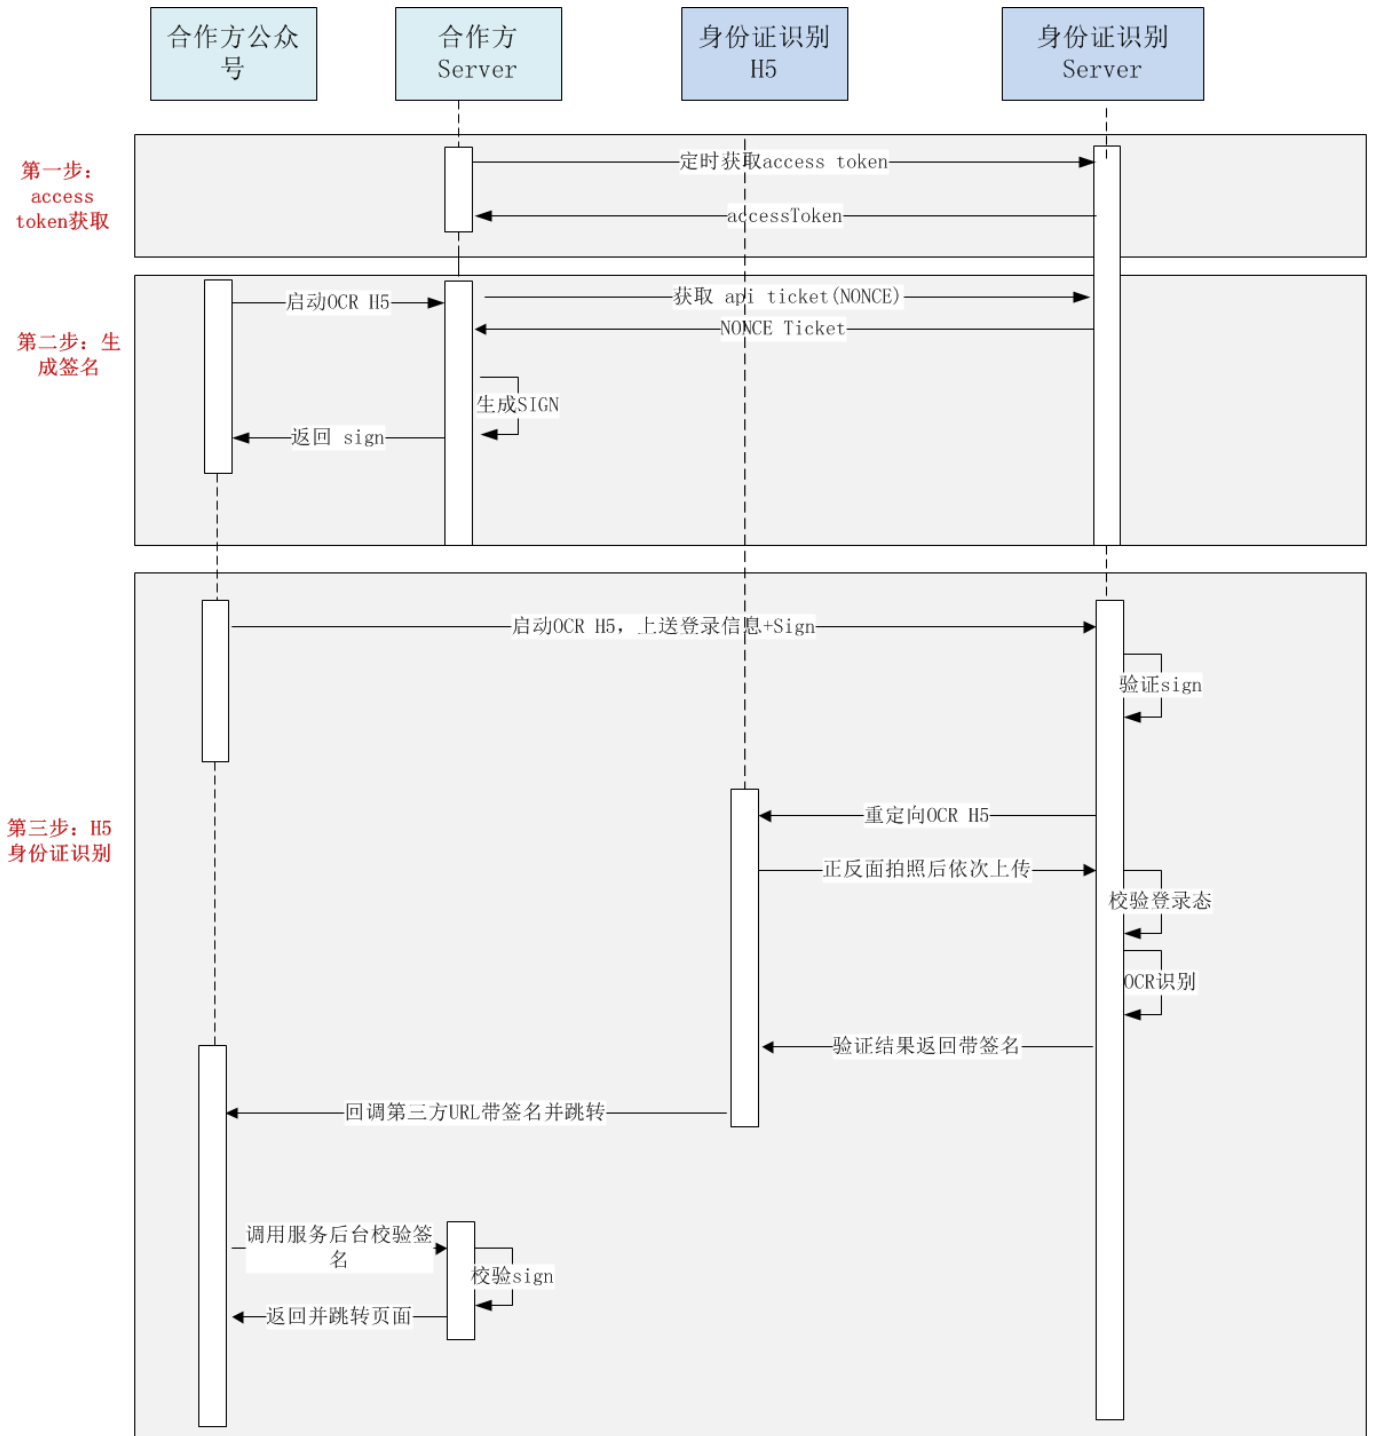 合作方公众
号
合作方
Server
身份证识别
H5
身份证识别
Server
第一步：
access
token获取
定时获取access token
accessToken
第二步：生
成签名
启动OCR H5
获取 api ticket(NONCE)
NONCE Ticket
生成SIGN
返回 sign
第三步：H5
身份证识别
启动OCR H5，上送登录信息+Sign
验证sign
重定向OCR H5
正反面拍照后依次上传
校验登录态
OCR识别
验证结果返回带签名
回调第三方URL带签名并跳转
调用服务后台校验签
名
校验sign
返回并跳转页面